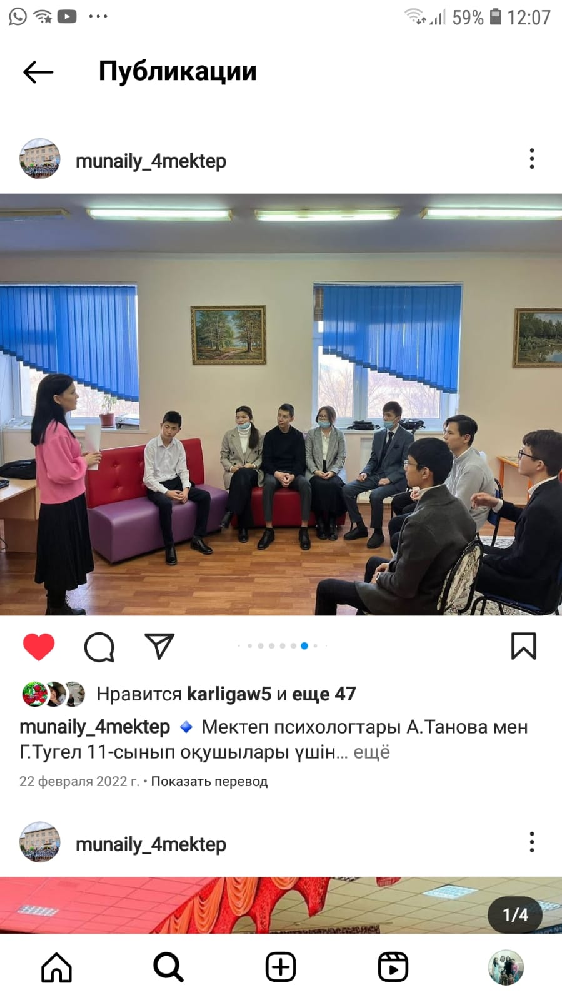 59% 12:07
Публикации
munaily_4mektep
Нравится karligaw5 и еще 47
munaily_4mektep 🔹 Мектеп психологтары А.Танова мен
Г.Тугел 11-сынып оқушылары үшін... ещё
22 февраля 2022 г. • Показать перевод
munaily_4mektep
1/4